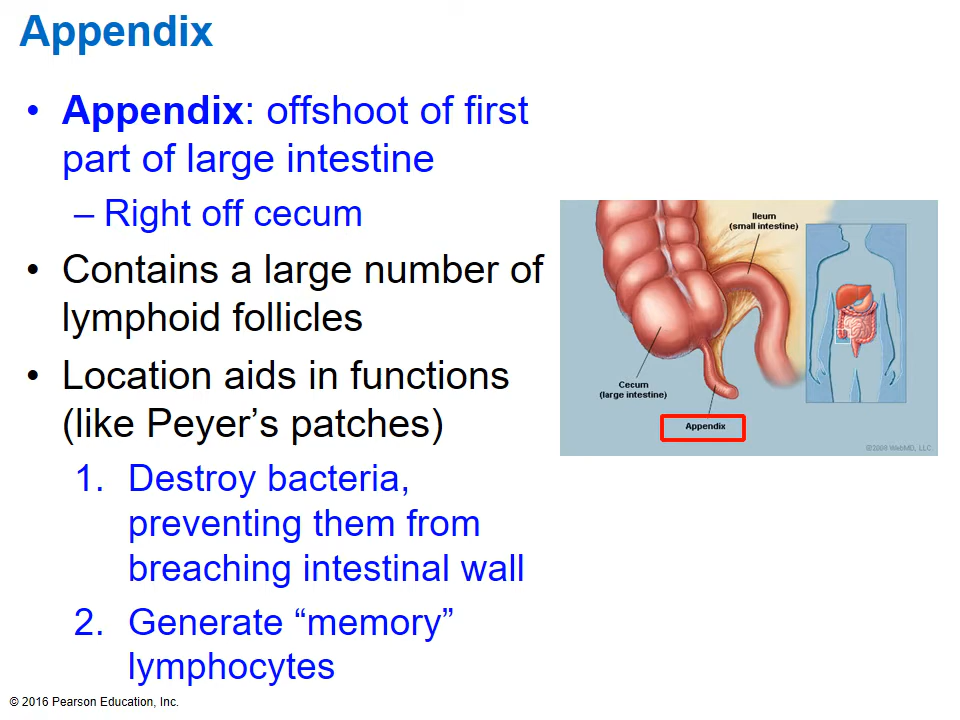 Appendix
• Appendix: offshoot of first
part of large intestine
– Right off cecum
• Contains a large number of
lymphoid follicles
• Location aids in functions
(like Peyer’s patches)
1. Destroy bacteria,
preventing them from
breaching intestinal wall
2. Generate “memory”
lymphocytes
Ileum
(small intestine)
Cecum
(large intestine)
Appendix
©2009 WebMD, LLC
© 2016 Pearson Education, Inc.